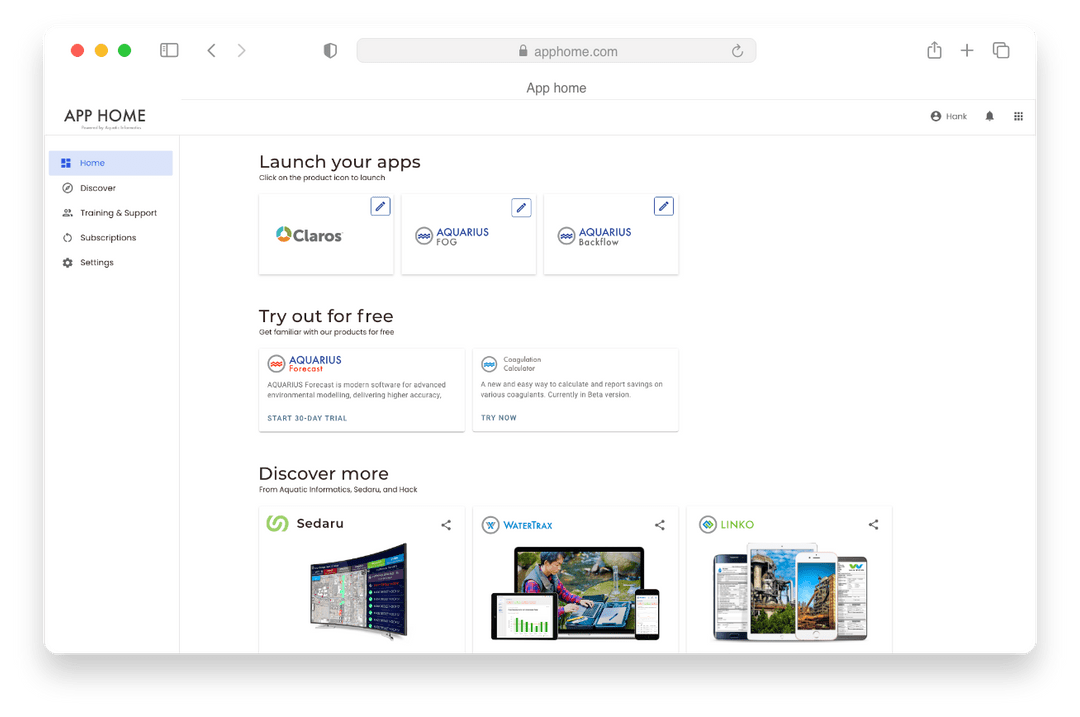 apphome.com
App home
APP HOME
Powered by Aquatic Informatics
Hank
Home
Discover
Training & Support
Subscriptions
Settings
Launch your apps
Click on the product icon to launch
Claros
AQUARIUS
FOG
AQUARIUS
Backflow
Try out for free
Get familiar with our products for free
AQUARIUS
Forecast
AQUARIUS Forecast is modern software for advanced
environmental modelling, delivering higher accuracy,
START 30-DAY TRIAL
Coagulation
Calculator
A new and easy way to calculate and report savings on
various coagulants. Currently in Beta version.
TRY NOW
Discover more
From Aquatic Informatics, Sedaru, and Hack
Sedaru
WATERTRAX
LINKO